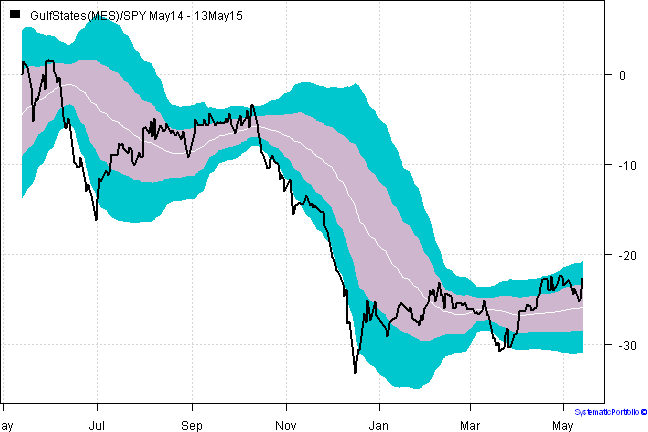 GulfStates(MES)/SPY May14 - 13May15
0
-10
-20
-30
ay Jul Sep Nov Jan Mar May
SystematicPortfolio ©